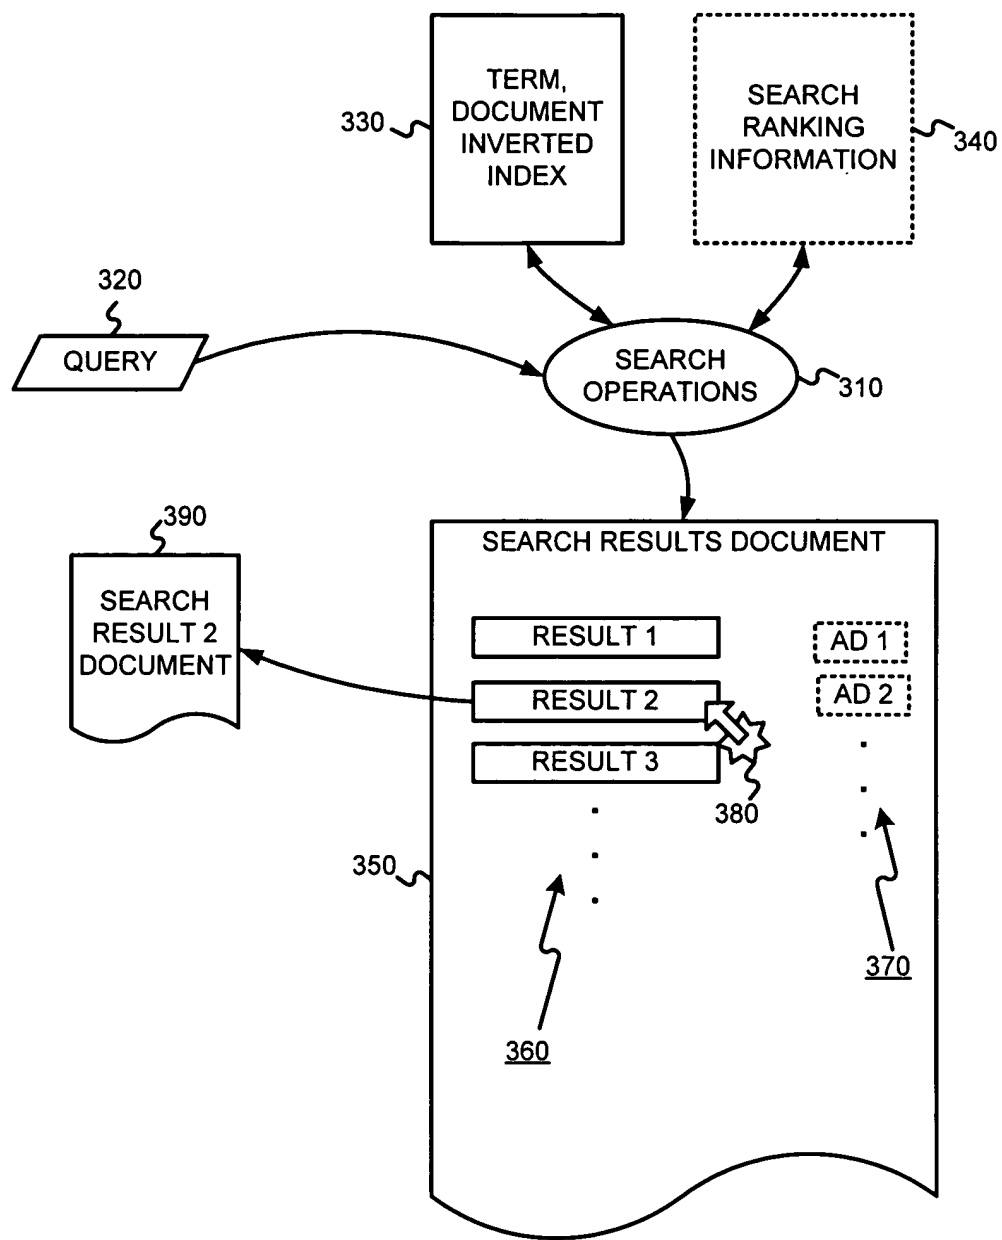 TERM,
DOCUMENT
INVERTED
INDEX
330
SEARCH
RANKING
INFORMATION
340
320
QUERY
SEARCH
OPERATIONS
310
390
SEARCH
RESULT 2
DOCUMENT
SEARCH RESULTS DOCUMENT
RESULT 1
AD 1
RESULT 2
AD 2
RESULT 3
380
350
370
360